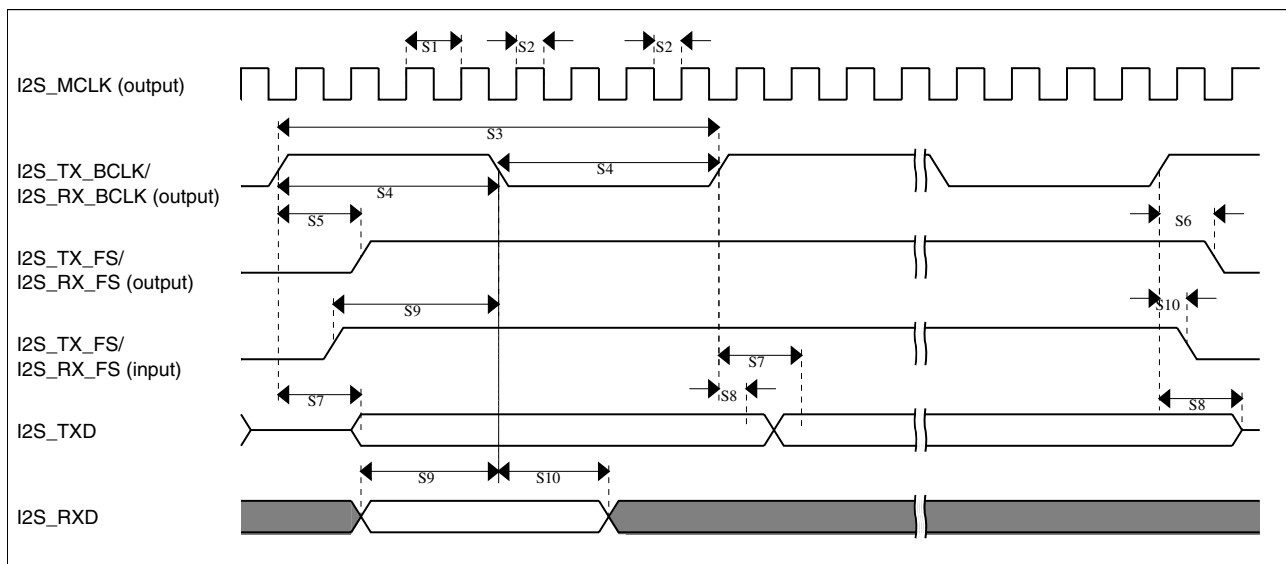 S1
S2
S2
I2S_MCLK (output)
S3
I2S_TX_BCLK/
I2S_RX_BCLK (output)
S4
S4
S5
S6
I2S_TX_FS/
I2S_RX_FS (output)
S9
S10
I2S_TX_FS/
I2S_RX_FS (input)
S7
S7
S8
S8
I2S_TXD
S9
S10
I2S_RXD